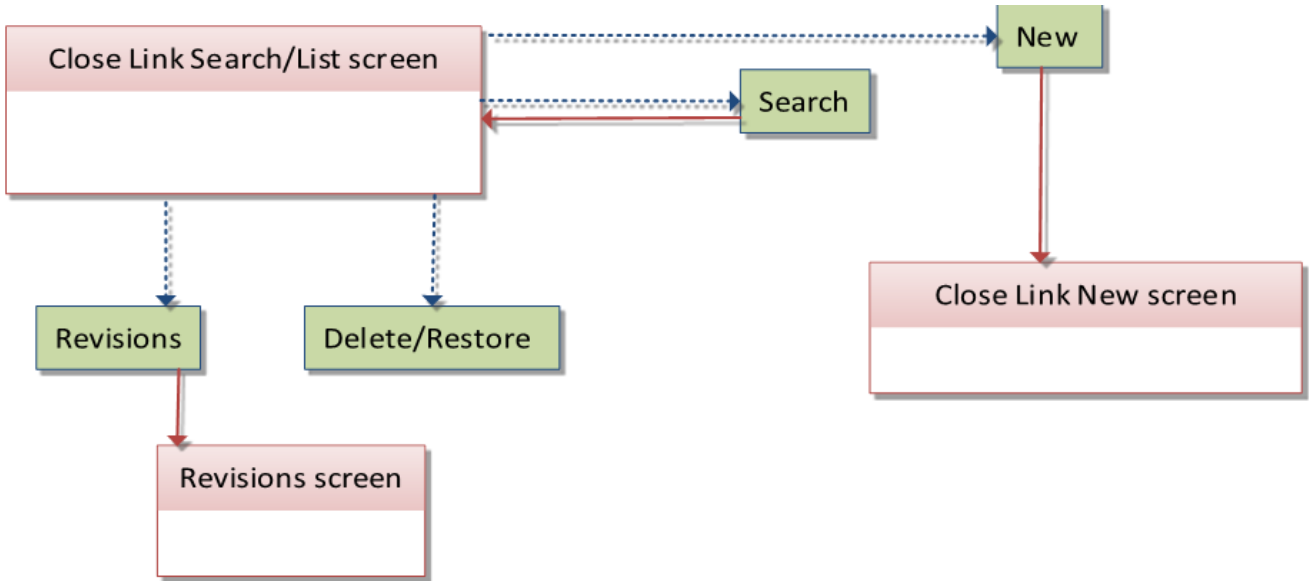 New
Close Link Search/List screen
Search
Close Link New screen
Revisions
Delete/Restore
Revisions screen